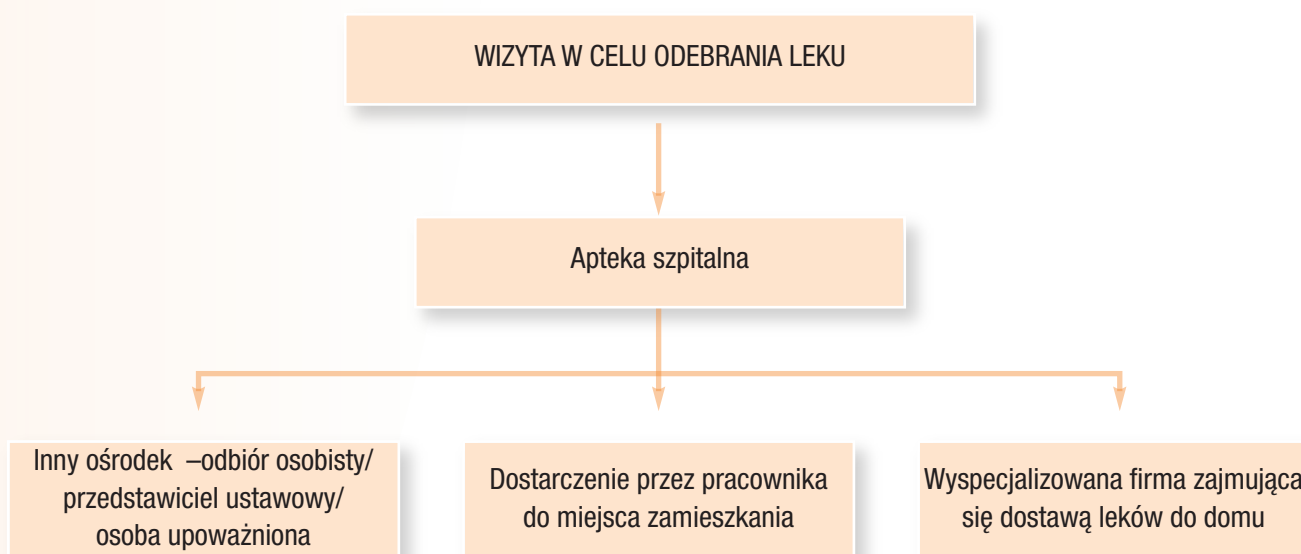 WIZYTA W CELU ODEBRANIA LEKU
Apteka szpitalna
Inny ośrodek –odbiór osobisty/
przedstawiciel ustawowy/
osoba upoważniona
Dostarczenie przez pracownika
do miejsca zamieszkania
Wyspecjalizowana firma zajmująca
się dostawą leków do domu